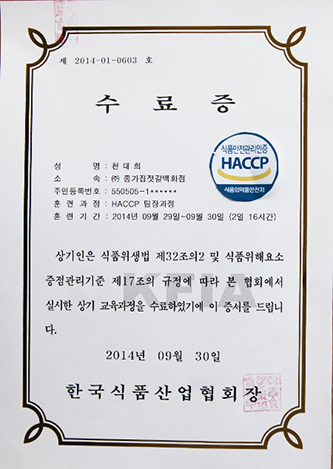 제 2014-01-0603 호
수 료 증
식품안전관리인증
HACCP
식품의약품안전처
성 명 : 천 대 희
소 속 : ㈜ 종가집젓갈백화점
주민등록번호 : 550505-1******
훈 련 과 정 : HACCP 팀장과정
훈 련 기 간 : 2014년 09월 29일~09월 30일 (2일 16시간)
상기인은 식품위생법 제32조의2 및 식품위해요소
중점관리기준 제17조의 규정에 따라 본 협회에서
실시한 상기 교육과정을 수료하였기에 이 증서를 드립니
다.
KFIA
2014년 09월 30일
한국식품산업협회장